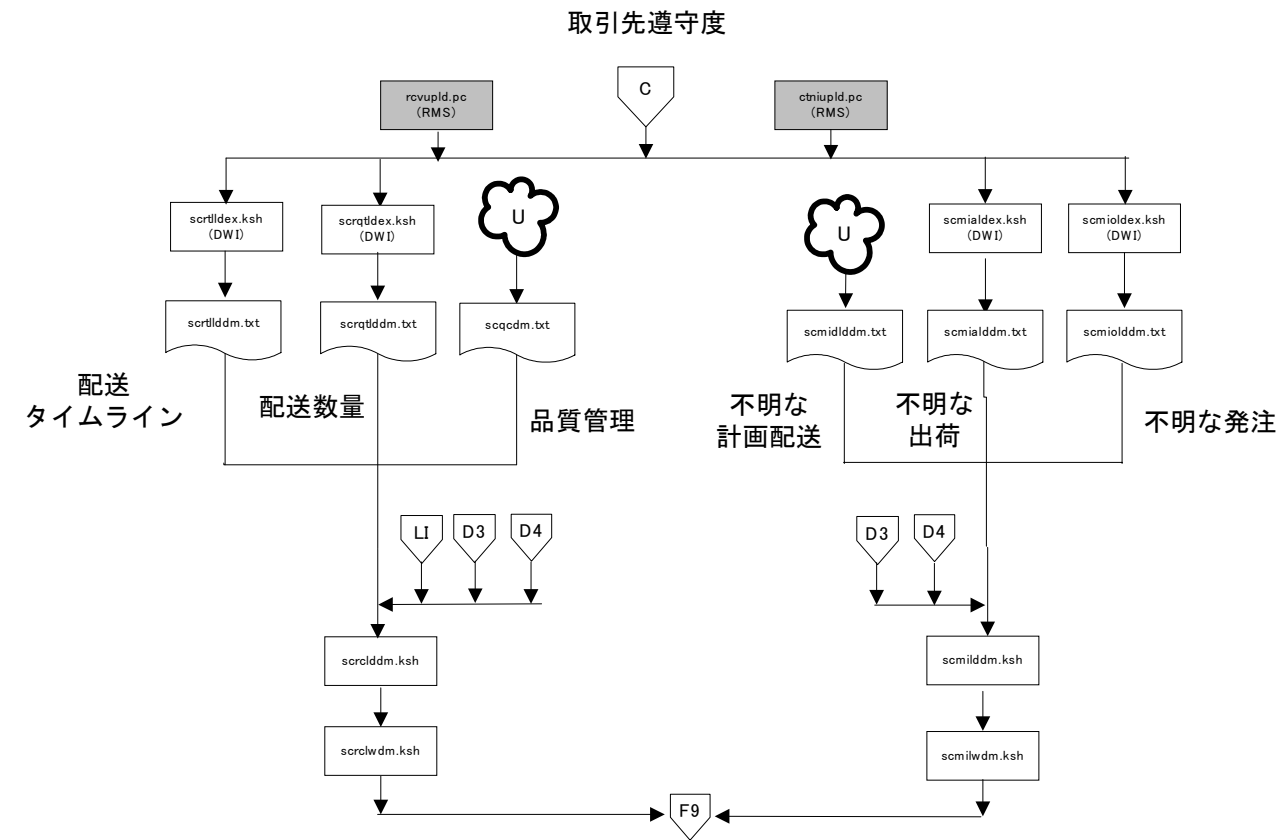 取引先遵守度
rcvupld.pc
(RMS)
C
ctniupld.pc
(RMS)
scrtlldex.ksh
(DWI)
scrqtldex.ksh
(DWI)
U
U
scmialdex.ksh
(DWI)
scmioldex.ksh
(DWI)
scrtllddm.txt
scrqtlddm.txt
scqcdm.txt
scmidlddm.txt
scmialddm.txt
scmiolddm.txt
配送
タイムライン
配送数量
品質管理
不明な
計画配送
不明な
出荷
不明な発注
LI
D3
D4
D3
D4
scrclddm.ksh
scmilddm.ksh
scrclwdm.ksh
scmilwdm.ksh
F9